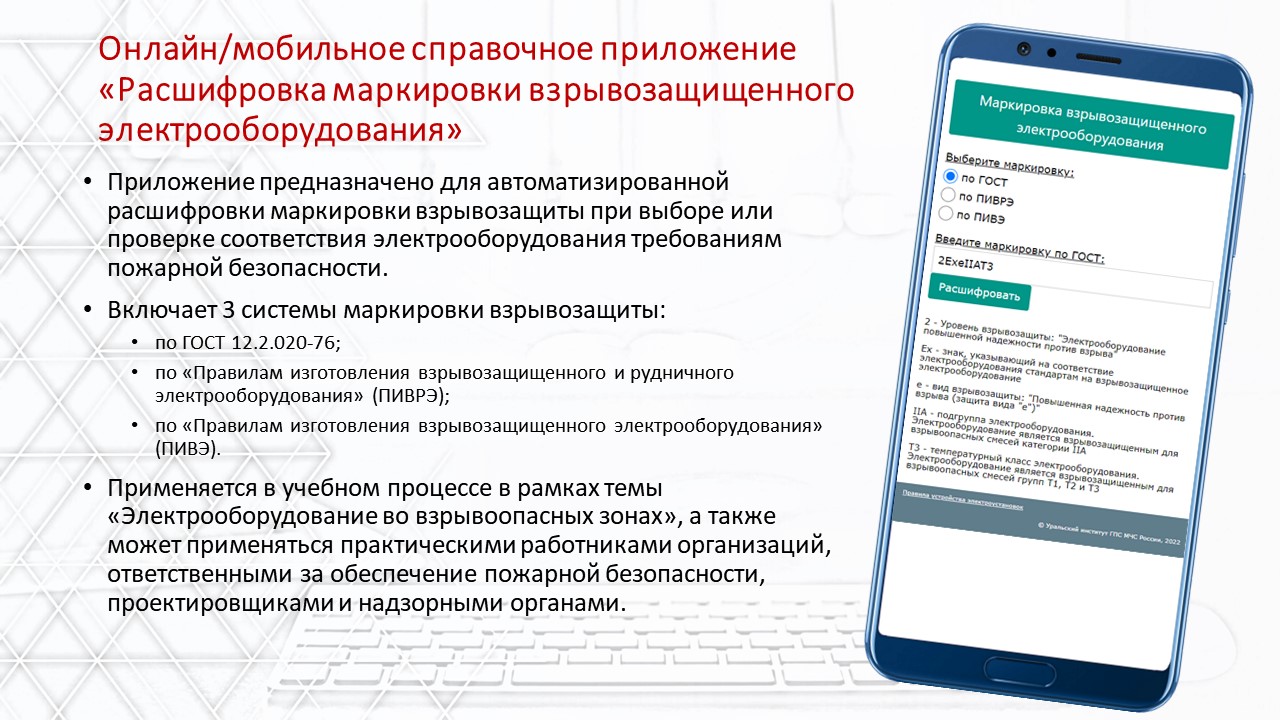 Онлайн/мобильное справочное приложение
«Расшифровка маркировки взрывозащищенного
электрооборудования»
• Приложение предназначено для автоматизированной
расшифровки маркировки взрывозащиты при выборе или
проверке соответствия электрооборудования требованиям
пожарной безопасности.
• Включает 3 системы маркировки взрывозащиты:
• по ГОСТ 12.2.020-76;
• по «Правилам изготовления взрывозащищенного и рудничного
электрооборудования» (ПИВРЭ);
• по «Правилам изготовления взрывозащищенного электрооборудования»
(ПИВЭ).
• Применяется в учебном процессе в рамках темы
«Электрооборудование во взрывоопасных зонах», а также
может применяться практическими работниками организаций,
ответственными за обеспечение пожарной безопасности,
проектировщиками и надзорными органами.
Маркировка взрывозащищенного
электрооборудования
Выберите маркировку:
по ГОСТ
по ПИВРЭ
по ПИВЭ
Введите маркировку по ГОСТ:
2ExeIIAT3
Расшифровать
2 - Уровень взрывозащиты: "Электрооборудование
повышенной надежности против взрыва"
Ex - знак, указывающий на соответствие
электрооборудования стандартам на взрывозащищенное
электрооборудование
e - вид взрывозащиты: "Повышенная надежность против
взрыва (защита вида "e")"
IIA - подгруппа электрооборудования.
Электрооборудование является взрывозащищенным для
взрывоопасных смесей категории IIA
T3 - температурный класс электрооборудования.
Электрооборудование является взрывозащищенным для
взрывоопасных смесей групп Т1, Т2 и Т3
Правила устройства электроустановок
© Уральский институт ГПС МЧС России, 2022